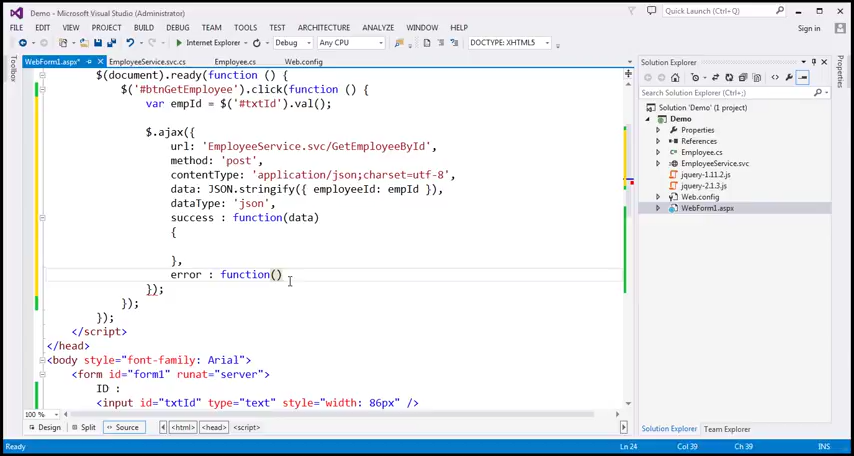 Demo - Microsoft Visual Studio (Administrator)
Quick Launch (Ctrl+Q)
FILE EDIT VIEW PROJECT BUILD DEBUG TEAM TOOLS TEST ARCHITECTURE ANALYZE WINDOW HELP
Sign in
Internet Explorer Debug Any CPU DOCTYPE: XHTML5
Toolbox
WebForm1.aspx* EmployeeService.svc.cs Employee.cs Web.config
$(document).ready(function () {
$('#btnGetEmployee').click(function () {
var empId = $('#txtId').val();
$.ajax({
url: 'EmployeeService.svc/GetEmployeeById',
method: 'post',
contentType: 'application/json;charset=utf-8',
data: JSON.stringify({ employeeId: empId }),
dataType: 'json',
success : function(data)
{
},
error : function()
});
});
});
</script>
</head>
<body style="font-family: Arial">
<form id="form1" runat="server">
ID :
<input id="txtId" type="text" style="width: 86px" />
100 %
Design Split Source <html> <head> <script>
Solution Explorer
Search Solution Explorer (Ctrl+;)
Solution 'Demo' (1 project)
Demo
Properties
References
Employee.cs
EmployeeService.svc
jquery-1.11.2.js
jquery-2.1.3.js
Web.config
WebForm1.aspx
Solution Explorer Team Explorer
Properties
Ready Ln 24 Col 39 Ch 39 INS